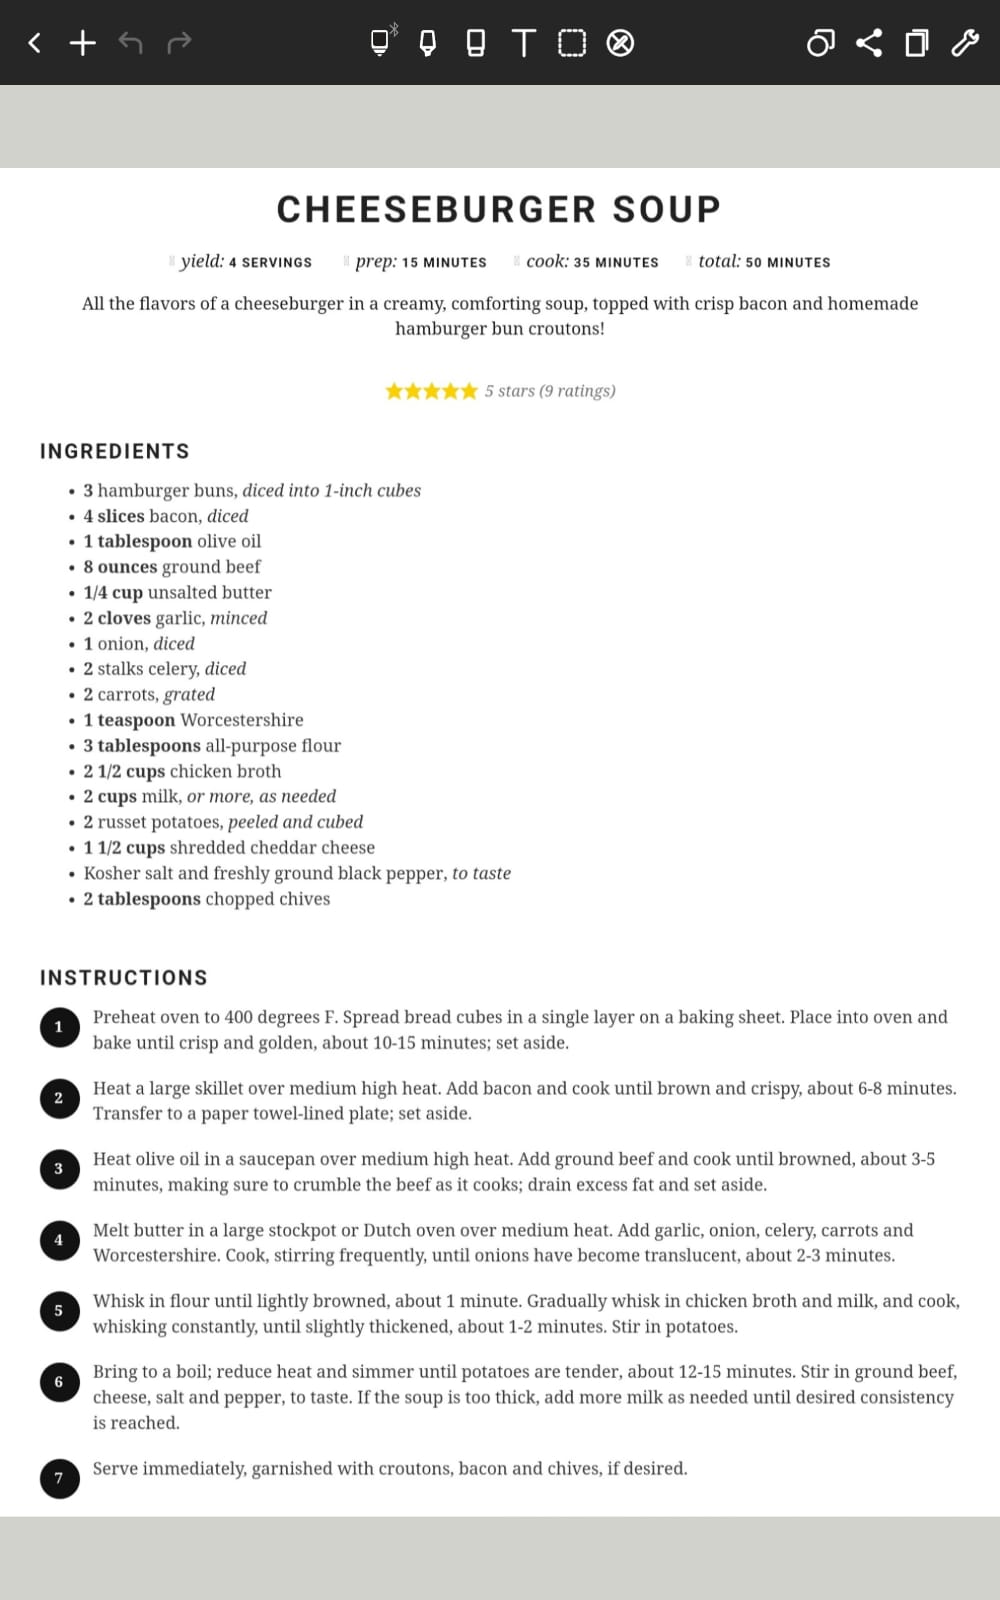 CHEESEBURGER SOUP
yield: 4 SERVINGS prep: 15 MINUTES cook: 35 MINUTES total: 50 MINUTES
All the flavors of a cheeseburger in a creamy, comforting soup, topped with crisp bacon and homemade
hamburger bun croutons!
5 stars (9 ratings)
INGREDIENTS
• 3 hamburger buns, diced into 1-inch cubes
• 4 slices bacon, diced
• 1 tablespoon olive oil
• 8 ounces ground beef
• 1/4 cup unsalted butter
• 2 cloves garlic, minced
• 1 onion, diced
• 2 stalks celery, diced
• 2 carrots, grated
• 1 teaspoon Worcestershire
• 3 tablespoons all-purpose flour
• 2 1/2 cups chicken broth
• 2 cups milk, or more, as needed
• 2 russet potatoes, peeled and cubed
• 1 1/2 cups shredded cheddar cheese
• Kosher salt and freshly ground black pepper, to taste
• 2 tablespoons chopped chives
INSTRUCTIONS
1 Preheat oven to 400 degrees F. Spread bread cubes in a single layer on a baking sheet. Place into oven and
bake until crisp and golden, about 10-15 minutes; set aside.
2 Heat a large skillet over medium high heat. Add bacon and cook until brown and crispy, about 6-8 minutes.
Transfer to a paper towel-lined plate; set aside.
3 Heat olive oil in a saucepan over medium high heat. Add ground beef and cook until browned, about 3-5
minutes, making sure to crumble the beef as it cooks; drain excess fat and set aside.
4 Melt butter in a large stockpot or Dutch oven over medium heat. Add garlic, onion, celery, carrots and
Worcestershire. Cook, stirring frequently, until onions have become translucent, about 2-3 minutes.
5 Whisk in flour until lightly browned, about 1 minute. Gradually whisk in chicken broth and milk, and cook,
whisking constantly, until slightly thickened, about 1-2 minutes. Stir in potatoes.
6 Bring to a boil; reduce heat and simmer until potatoes are tender, about 12-15 minutes. Stir in ground beef,
cheese, salt and pepper, to taste. If the soup is too thick, add more milk as needed until desired consistency
is reached.
7 Serve immediately, garnished with croutons, bacon and chives, if desired.